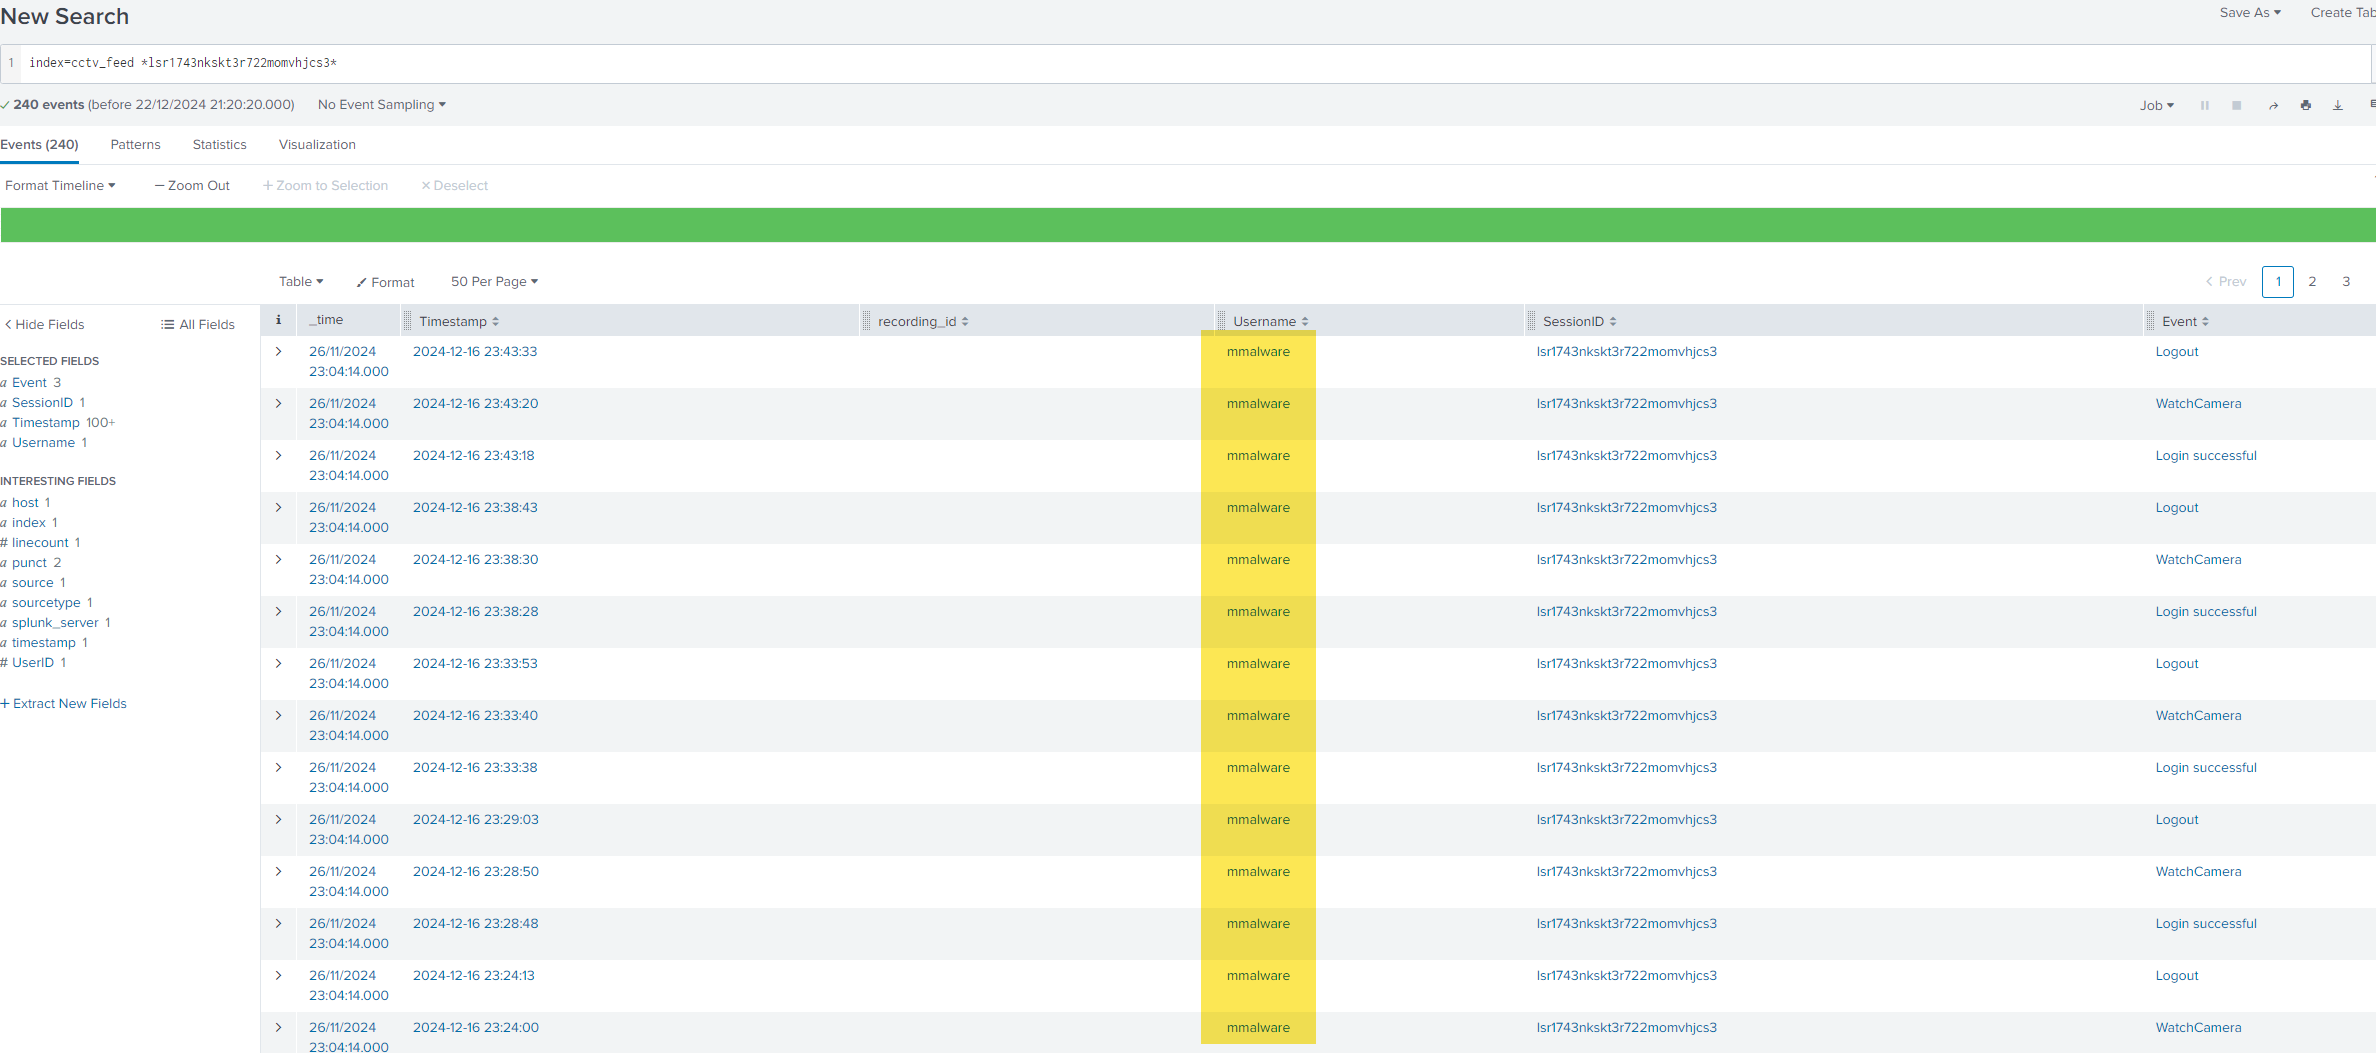 New Search
Save As
Create Tab
1 index=cctv_feed *lsr1743nkskt3r722momvhjcs3*
240 events (before 22/12/2024 21:20:20.000) No Event Sampling
Job
Events (240) Patterns Statistics Visualization
Format Timeline — Zoom Out + Zoom to Selection × Deselect
Table Format 50 Per Page
< Prev 1 2 3
< Hide Fields All Fields
SELECTED FIELDS
a Event 3
a SessionID 1
a Timestamp 100+
a Username 1
INTERESTING FIELDS
a host 1
a index 1
# linecount 1
a punct 2
a source 1
a sourcetype 1
a splunk_server 1
a timestamp 1
# UserID 1
+ Extract New Fields
i _time Timestamp recording_id Username SessionID Event
> 26/11/2024 2024-12-16 23:43:33 mmalware lsr1743nkskt3r722momvhjcs3 Logout
23:04:14.000
> 26/11/2024 2024-12-16 23:43:20 mmalware lsr1743nkskt3r722momvhjcs3 WatchCamera
23:04:14.000
> 26/11/2024 2024-12-16 23:43:18 mmalware lsr1743nkskt3r722momvhjcs3 Login successful
23:04:14.000
> 26/11/2024 2024-12-16 23:38:43 mmalware lsr1743nkskt3r722momvhjcs3 Logout
23:04:14.000
> 26/11/2024 2024-12-16 23:38:30 mmalware lsr1743nkskt3r722momvhjcs3 WatchCamera
23:04:14.000
> 26/11/2024 2024-12-16 23:38:28 mmalware lsr1743nkskt3r722momvhjcs3 Login successful
23:04:14.000
> 26/11/2024 2024-12-16 23:33:53 mmalware lsr1743nkskt3r722momvhjcs3 Logout
23:04:14.000
> 26/11/2024 2024-12-16 23:33:40 mmalware lsr1743nkskt3r722momvhjcs3 WatchCamera
23:04:14.000
> 26/11/2024 2024-12-16 23:33:38 mmalware lsr1743nkskt3r722momvhjcs3 Login successful
23:04:14.000
> 26/11/2024 2024-12-16 23:29:03 mmalware lsr1743nkskt3r722momvhjcs3 Logout
23:04:14.000
> 26/11/2024 2024-12-16 23:28:50 mmalware lsr1743nkskt3r722momvhjcs3 WatchCamera
23:04:14.000
> 26/11/2024 2024-12-16 23:28:48 mmalware lsr1743nkskt3r722momvhjcs3 Login successful
23:04:14.000
> 26/11/2024 2024-12-16 23:24:13 mmalware lsr1743nkskt3r722momvhjcs3 Logout
23:04:14.000
> 26/11/2024 2024-12-16 23:24:00 mmalware lsr1743nkskt3r722momvhjcs3 WatchCamera
23:04:14.000